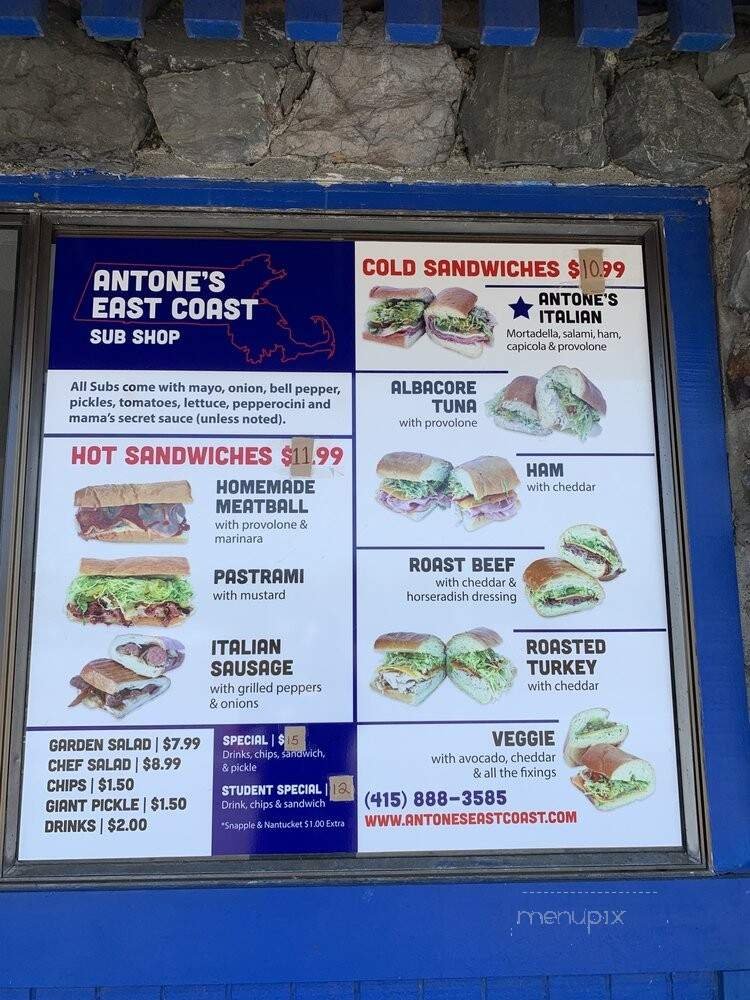 ANTONE'S
EAST COAST
SUB SHOP
All Subs come with mayo, onion, bell pepper,
pickles, tomatoes, lettuce, pepperocini and
mama's secret sauce (unless noted).
HOT SANDWICHES $11.99
HOMEMADE
MEATBALL
with provolone &
marinara
PASTRAMI
with mustard
ITALIAN
SAUSAGE
with grilled peppers
& onions
GARDEN SALAD | $7.99
CHEF SALAD | $8.99
CHIPS | $1.50
GIANT PICKLE | $1.50
DRINKS | $2.00
SPECIAL | $15
Drinks, chips, sandwich,
& pickle
STUDENT SPECIAL | 12
Drink, chips & sandwich
*Snapple & Nantucket $1.00 Extra
COLD SANDWICHES $10.99
ANTONE'S
ITALIAN
Mortadella, salami, ham,
capicola & provolone
ALBACORE
TUNA
with provolone
HAM
with cheddar
ROAST BEEF
with cheddar &
horseradish dressing
ROASTED
TURKEY
with cheddar
VEGGIE
with avocado, cheddar
& all the fixings
(415) 888-3585
WWW.ANTONESEASTCOAST.COM
menupix